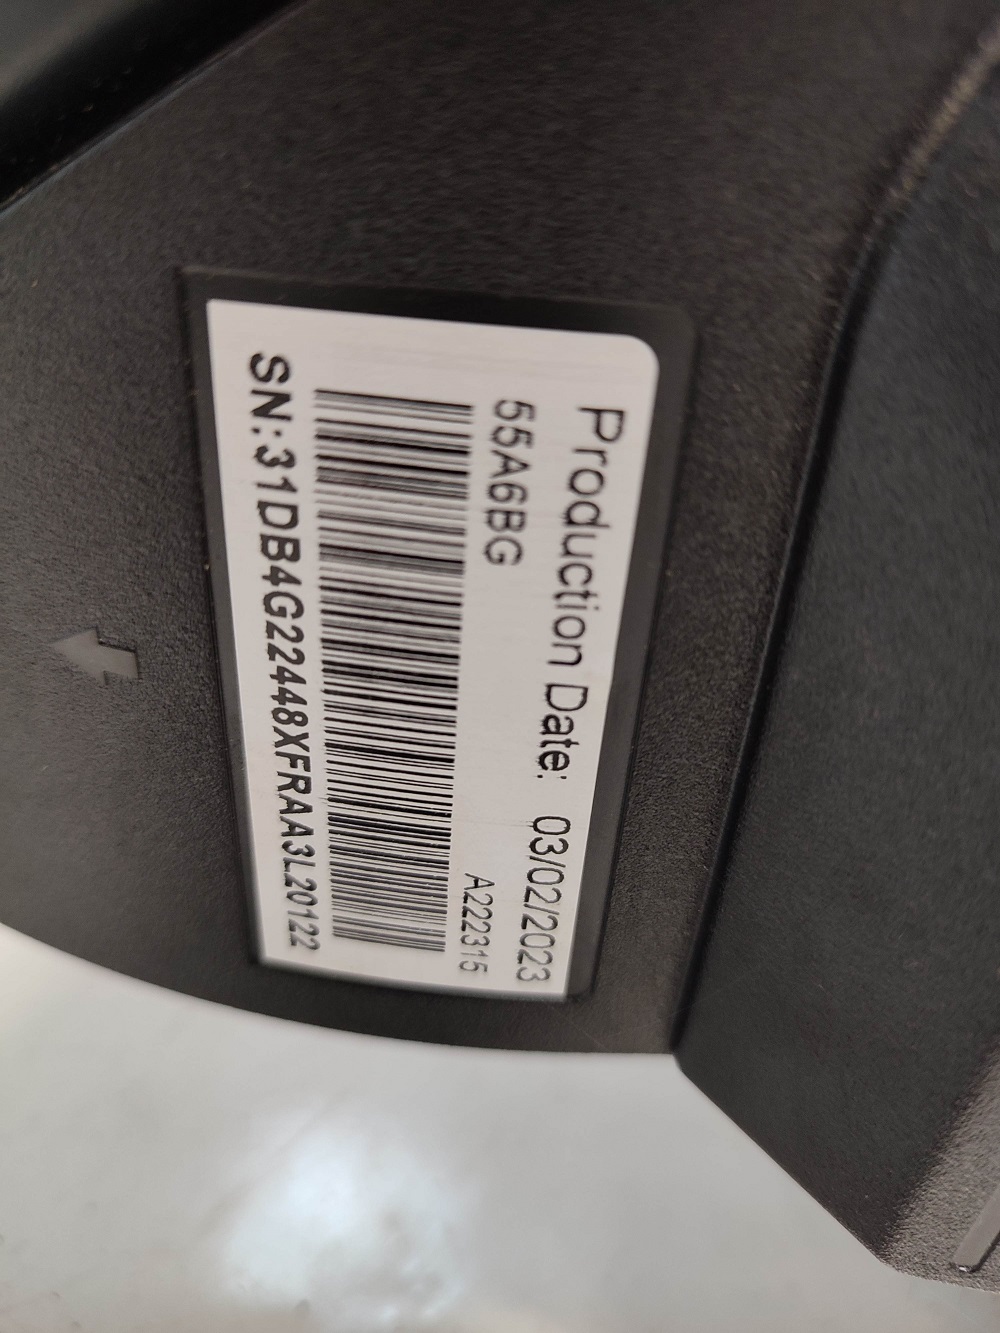 Production Date: 03/02/2023
55A6BG
A222315
SN:31DB4G22448XFRAA3L20122